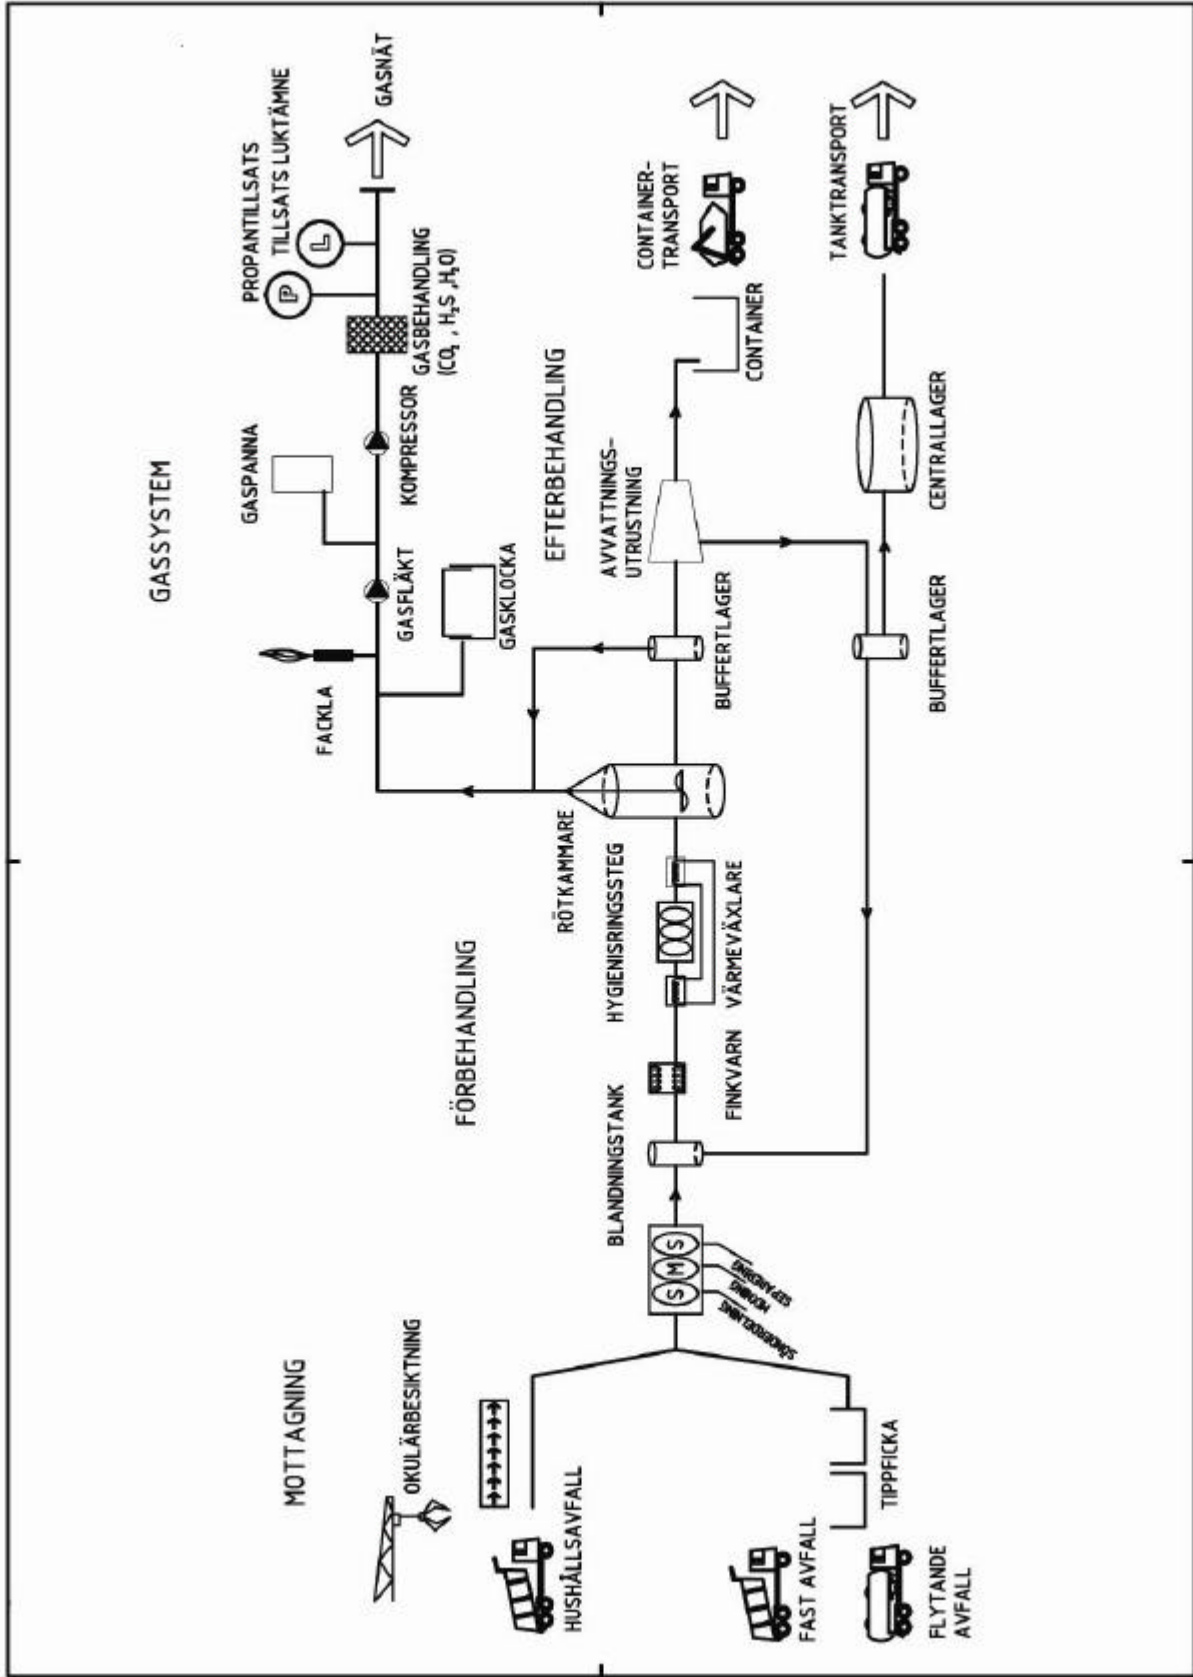 MOTTAGNING
OKULÄRBESIKTNING
HUSHÅLLSAVFALL
FAST AVFALL
FLYTANDE
AVFALL
TIPPFICKA
S M S
SÖNDERDELNING
MIXNING
SEPARERING
FÖRBEHANDLING
BLANDNINGSTANK
FINKVARN
HYGIENISRINGSSTEG
VÄRMEVÄXLARE
RÖTKAMMARE
GASSYSTEM
FACKLA
GASFLÄKT
GASKLOCKA
GASPANNA
KOMPRESSOR
GASBEHANDLING
(CO₂ , H₂S ,H₂O)
PROPANTILLSATS
TILLSATS LUKTÄMNE
P
L
GASNÄT
EFTERBEHANDLING
BUFFERTLAGER
AVVATTNINGS-
UTRUSTNING
CONTAINER
CONTAINER-
TRANSPORT
BUFFERTLAGER
CENTRALLAGER
TANKTRANSPORT